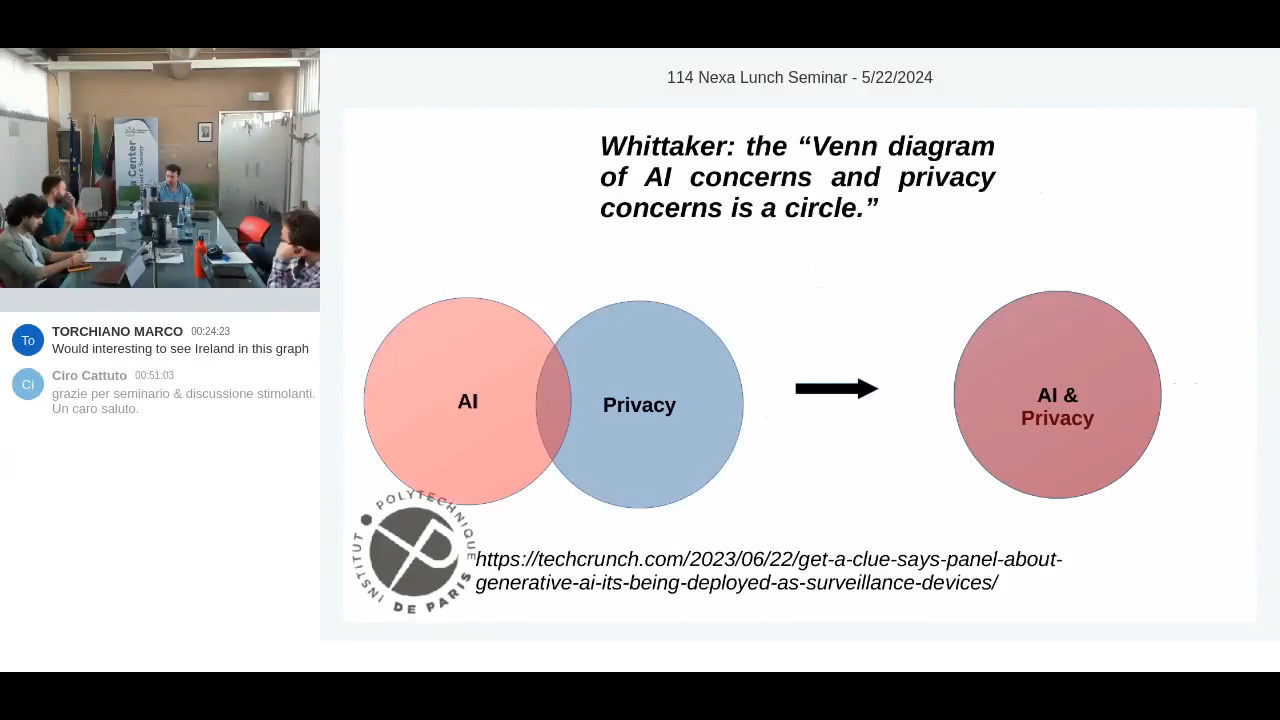 114 Nexa Lunch Seminar - 5/22/2024
Whittaker: the “Venn diagram
of AI concerns and privacy
concerns is a circle.”
AI
Privacy
AI &
Privacy
INSTITUT POLYTECHNIQUE DE PARIS
https://techcrunch.com/2023/06/22/get-a-clue-says-panel-about-
generative-ai-its-being-deployed-as-surveillance-devices/
a Center
To
TORCHIANO MARCO 00:24:23
Would interesting to see Ireland in this graph
Ci
Ciro Cattuto 00:51:03
grazie per seminario & discussione stimolanti.
Un caro saluto.